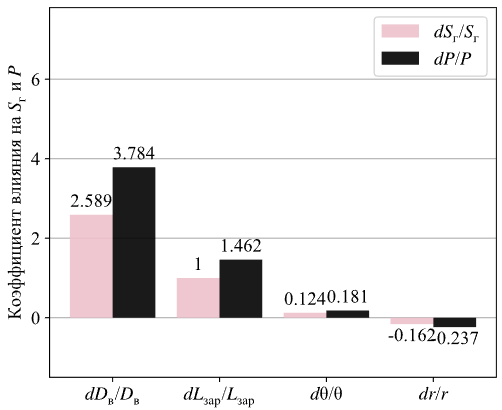 Коэффициент влияния на Sг и P
6
4
2
0
dSг/Sг
dP/P
2.589
3.784
1
1.462
0.124
0.181
-0.162
-0.237
dDв/Dв
dLзар/Lзар
dθ/θ
dr/r